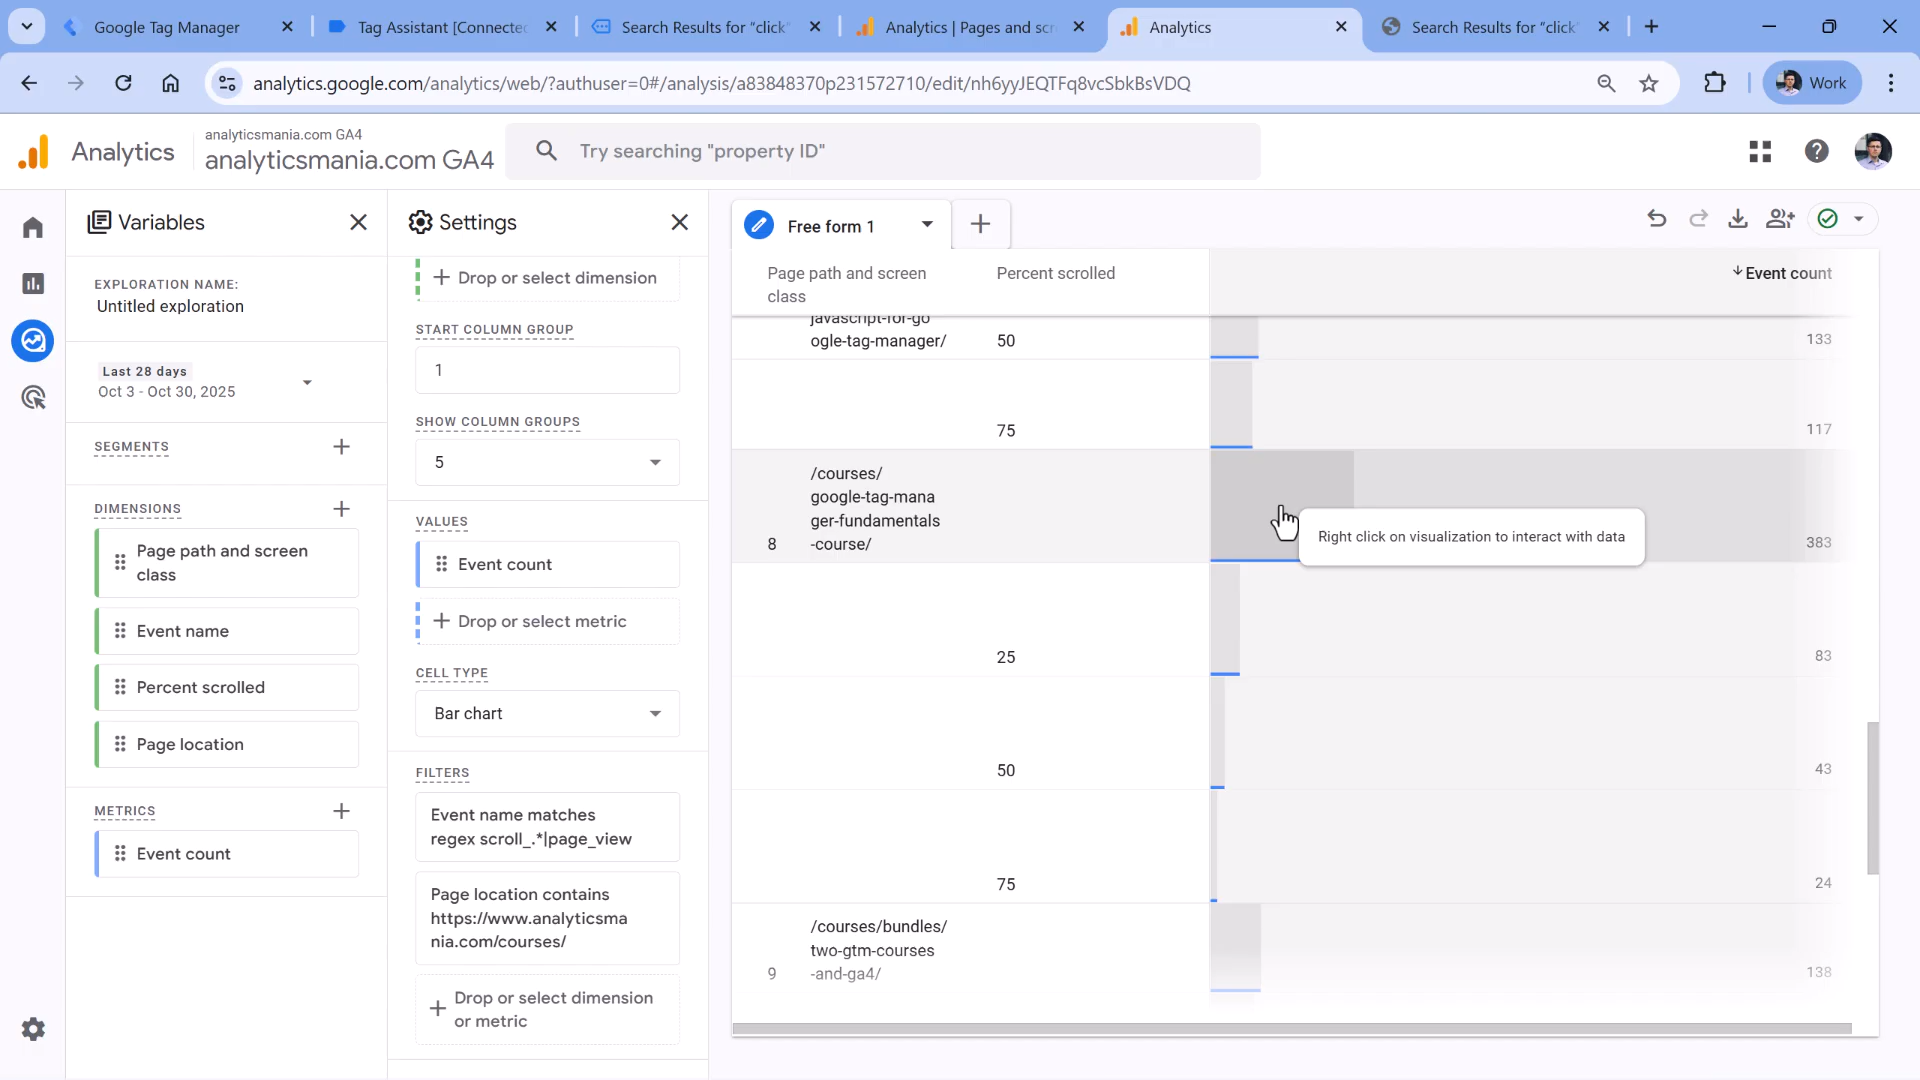 Google Tag Manager
Tag Assistant [Connected
Search Results for "click"
Analytics | Pages and scr
Analytics
Search Results for "click"
analytics.google.com/analytics/web/?authuser=0#/analysis/a83848370p231572710/edit/nh6yyJEQTFq8vcSbkBsVDQ
Work
Analytics
analyticsmania.com GA4
analyticsmania.com GA4
Try searching "property ID"
Variables
EXPLORATION NAME:
Untitled exploration
Last 28 days
Oct 3 - Oct 30, 2025
SEGMENTS
DIMENSIONS
Page path and screen
class
Event name
Percent scrolled
Page location
METRICS
Event count
Settings
Drop or select dimension
START COLUMN GROUP
1
SHOW COLUMN GROUPS
5
VALUES
Event count
Drop or select metric
CELL TYPE
Bar chart
FILTERS
Event name matches
regex scroll_.*|page_view
Page location contains
https://www.analyticsma
nia.com/courses/
Drop or select dimension
or metric
Free form 1
Page path and screen
class
Percent scrolled
Event count
javascript-for-go
ogle-tag-manager/
50
133
75
117
8
/courses/
google-tag-mana
ger-fundamentals
-course/
383
Right click on visualization to interact with data
25
83
50
43
75
24
9
/courses/bundles/
two-gtm-courses
-and-ga4/
138